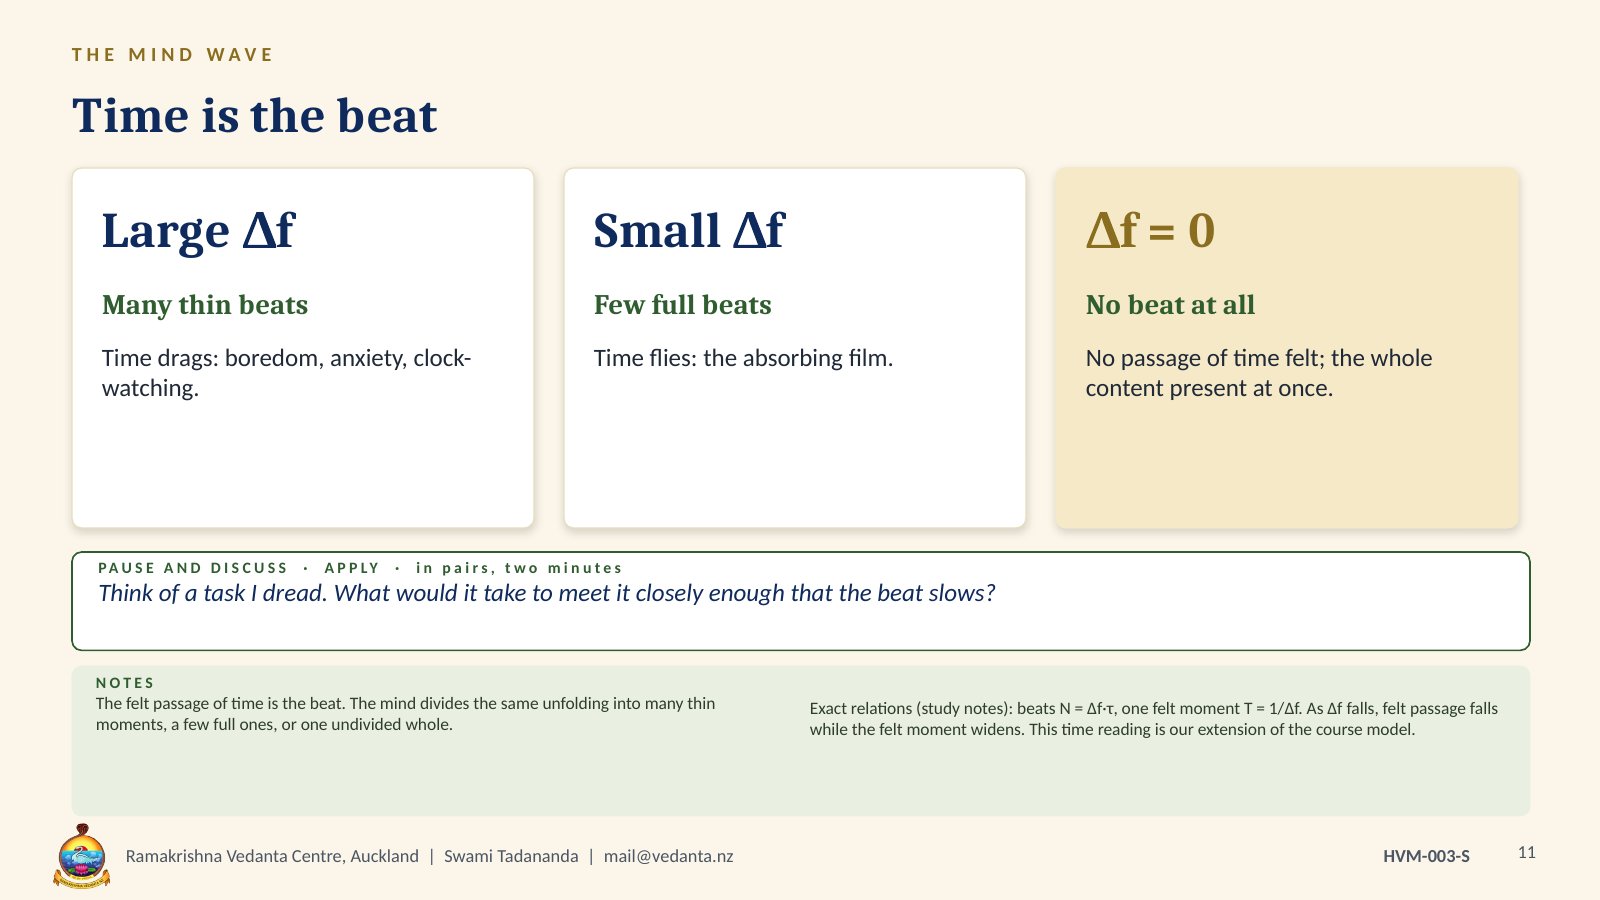 THE MIND WAVE
Time is the beat
Large Δf
Many thin beats
Time drags: boredom, anxiety, clock-
watching.
Small Δf
Few full beats
Time flies: the absorbing film.
Δf = 0
No beat at all
No passage of time felt; the whole
content present at once.
PAUSE AND DISCUSS · APPLY · in pairs, two minutes
Think of a task I dread. What would it take to meet it closely enough that the beat slows?
NOTES
The felt passage of time is the beat. The mind divides the same unfolding into many thin
moments, a few full ones, or one undivided whole.
Exact relations (study notes): beats N = Δf·τ, one felt moment T = 1/Δf. As Δf falls, felt passage falls
while the felt moment widens. This time reading is our extension of the course model.
Ramakrishna Vedanta Centre, Auckland | Swami Tadananda | mail@vedanta.nz
HVM-003-S
11